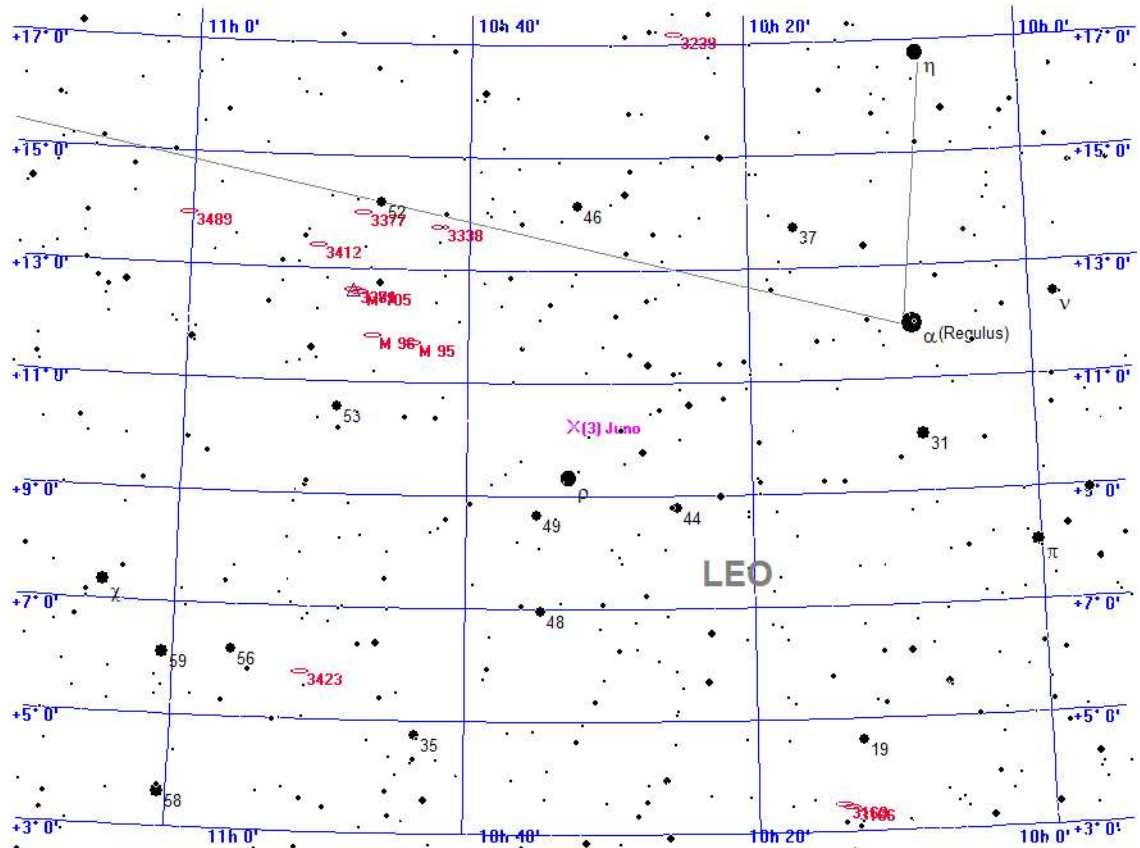 11h 0'
10h 40'
10h 20'
10h 0'
+17° 0'
+17° 0'
3239
η
+15° 0'
+15° 0'
52
46
3489
3377
3338
37
3412
+13° 0'
+13° 0'
M 105
ν
α (Regulus)
M 96
M 95
+11° 0'
+11° 0'
53
(3) Juno
31
+9° 0'
+9° 0'
ρ
49
44
π
LEO
χ
+7° 0'
+7° 0'
48
59
56
3423
+5° 0'
+5° 0'
35
19
58
3166
+3° 0'
+3° 0'
11h 0'
10h 40'
10h 20'
10h 0'